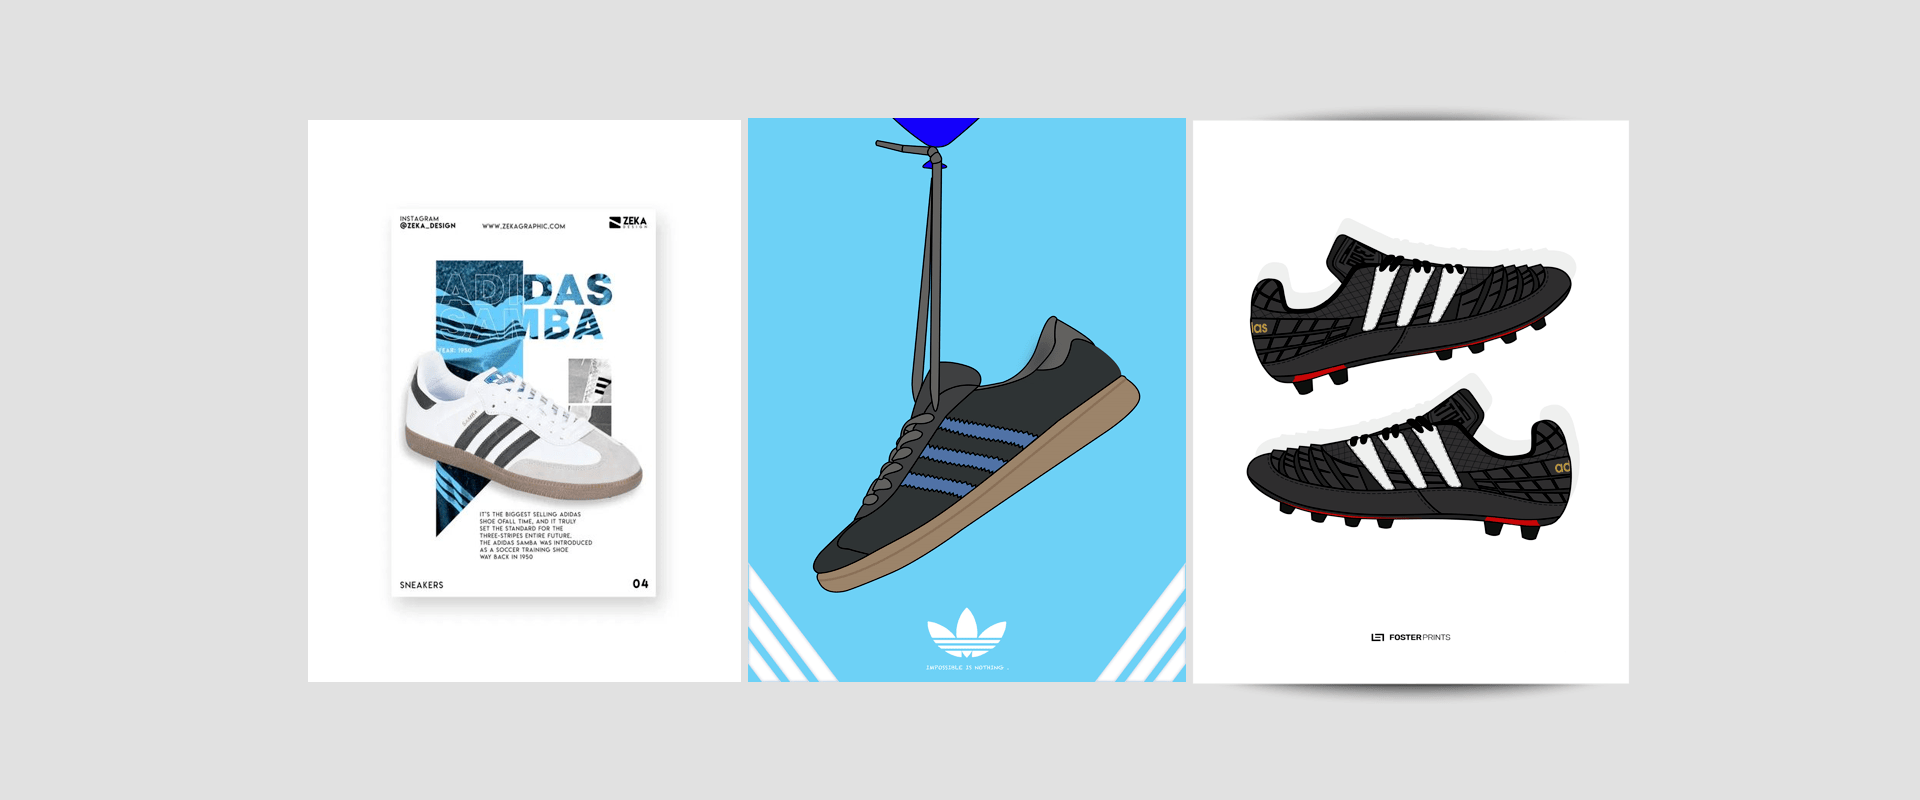 INSTAGRAM
@ZEKA_DESIGN
WWW.ZEKAGRAPHIC.COM
ZEKA
DESIGN
ADIDAS
SAMBA
YEAR: 1950
SAMBA
IT'S THE BIGGEST SELLING ADIDAS
SHOE OFALL TIME, AND IT TRULY
SET THE STANDARD FOR THE
THREE-STRIPES ENTIRE FUTURE.
THE ADIDAS SAMBA WAS INTRODUCED
AS A SOCCER TRAINING SHOE
WAY BACK IN 1950
SNEAKERS
04
IMPOSSIBLE IS NOTHING.
das
ad
FOSTERPRINTS